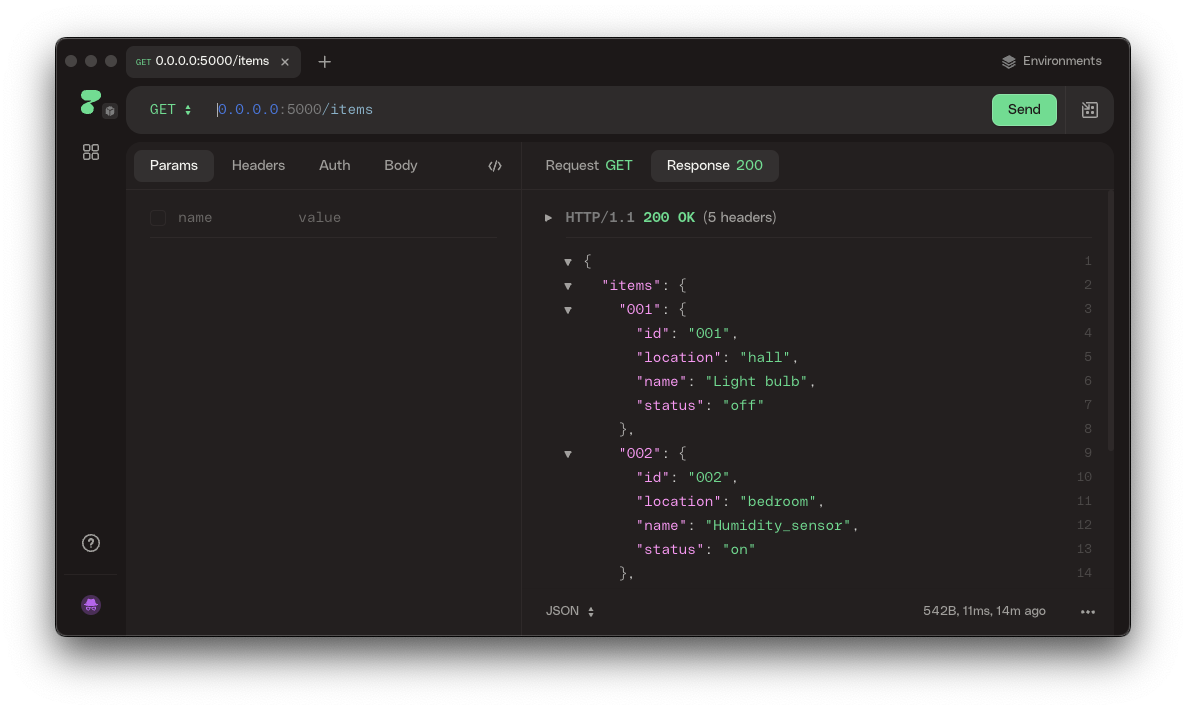 GET 0.0.0.0:5000/items
Environments
GET 0.0.0.0:5000/items
Send
Params Headers Auth Body </>
Request GET Response 200
name value
HTTP/1.1 200 OK (5 headers)
{ 1
"items": { 2
"001": { 3
"id": "001", 4
"location": "hall", 5
"name": "Light bulb", 6
"status": "off" 7
}, 8
"002": { 9
"id": "002", 10
"location": "bedroom", 11
"name": "Humidity_sensor", 12
"status": "on" 13
}, 14
JSON
542B, 11ms, 14m ago